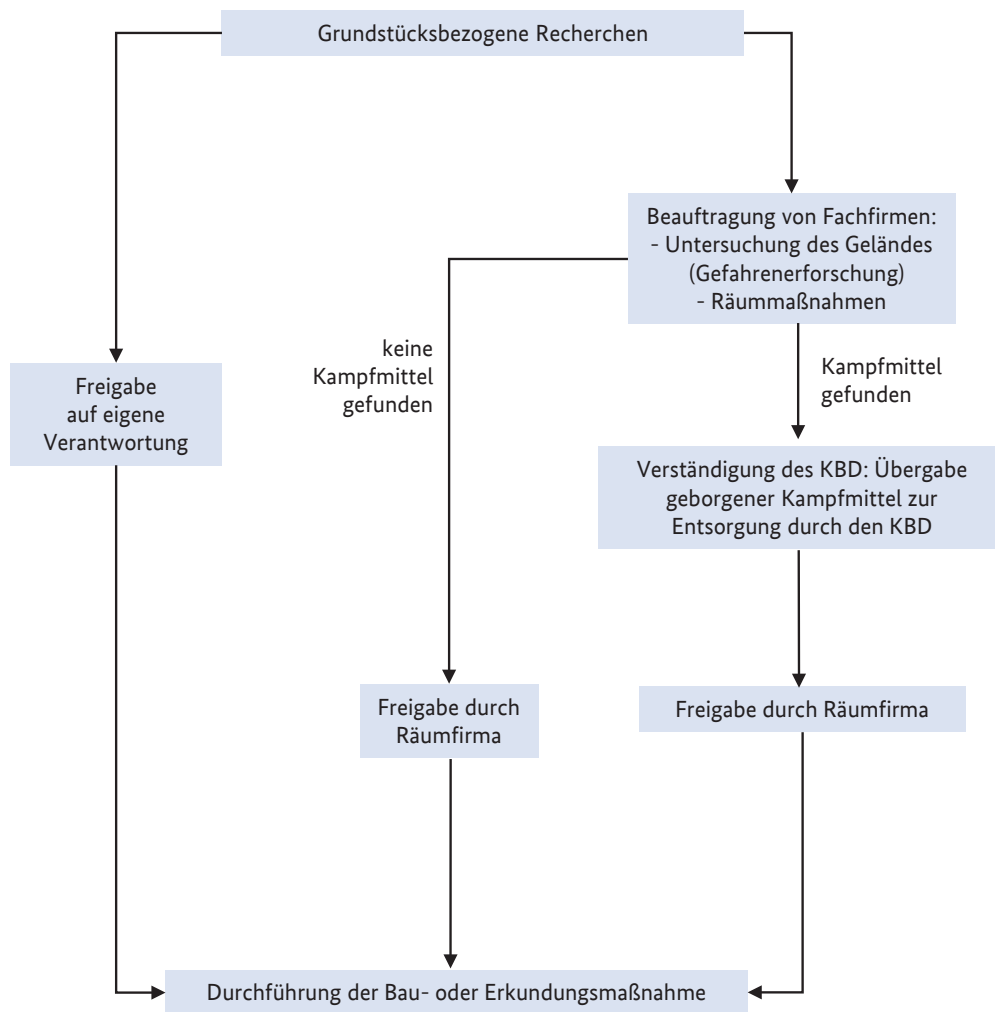 Grundstücksbezogene Recherchen
Beauftragung von Fachfirmen:
- Untersuchung des Geländes
(Gefahrenerforschung)
- Räummaßnahmen
keine
Kampfmittel
gefunden
Kampfmittel
gefunden
Freigabe
auf eigene
Verantwortung
Verständigung des KBD: Übergabe
geborgener Kampfmittel zur
Entsorgung durch den KBD
Freigabe durch
Räumfirma
Freigabe durch Räumfirma
Durchführung der Bau- oder Erkundungsmaßnahme